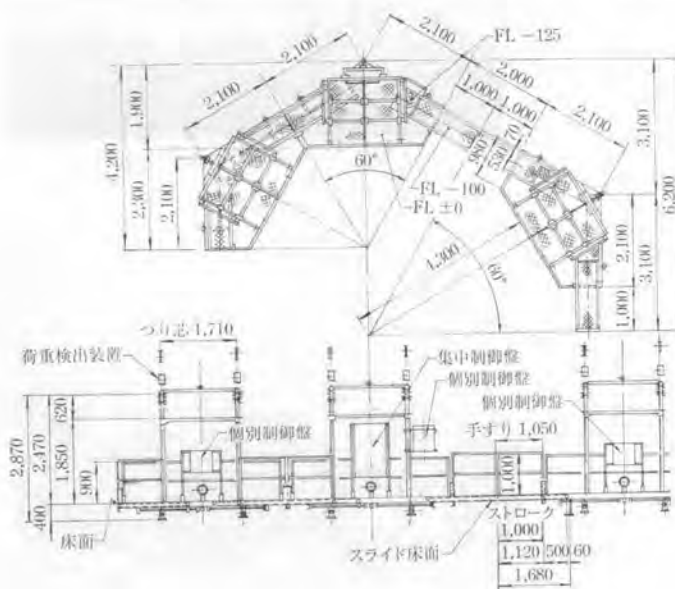 2,100
2,100
FL −125
2,100
2,100
2,000
1,000
1,000
2,100
1,900
4,200
2,300
2,100
60°
980
530
70
FL −100
FL ±0
3,100
6,200
4,300
60°
2,100
3,100
1,000
つり芯 1,710
荷重検出装置
集中制御盤
個別制御盤
個別制御盤
手すり 1,050
620
2,870
2,470
1,850
個別制御盤
900
1,000
400
床面
ストローク
1,000
スライド床面
1,120
500
60
1,680